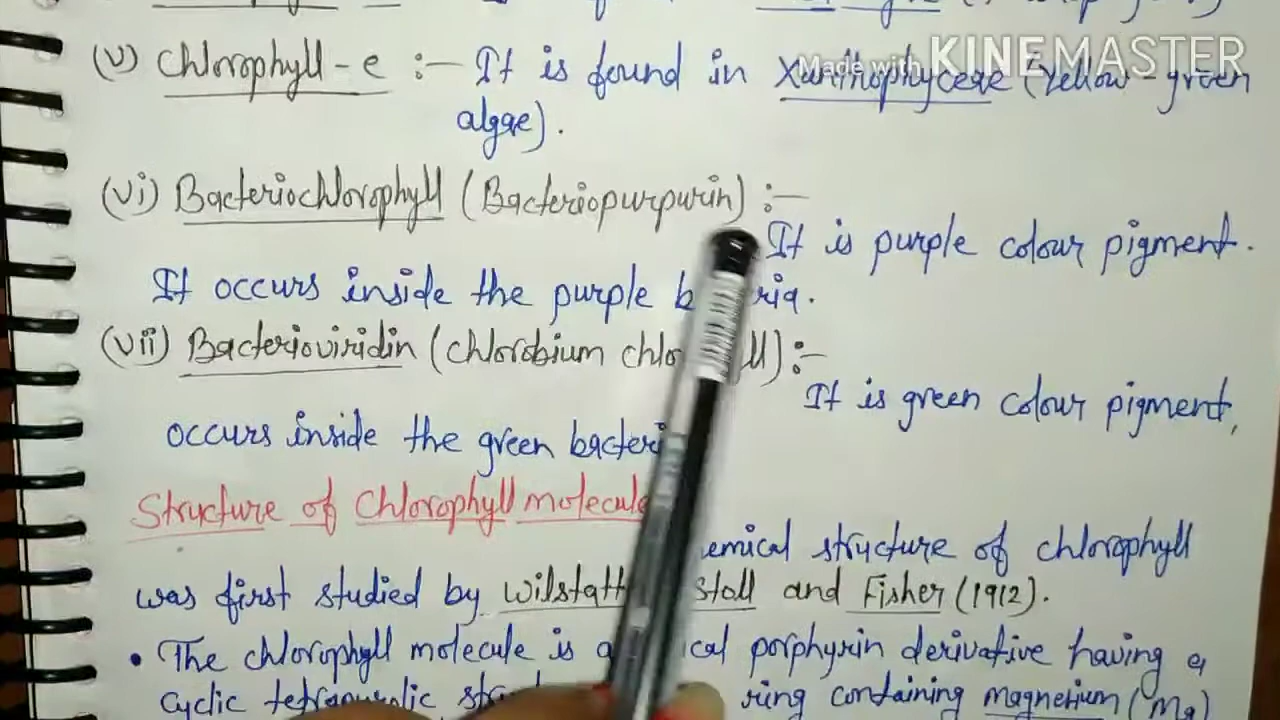 Made with KINEMASTER
(v) Chlorophyll-e :- It is found in Xanthophyceae (Yellow-green
algae).
(vi) Bacteriochlorophyll (Bacteriopurpurin) :-
It is purple colour pigment.
It occurs inside the purple
(vii) Bacterioviridin (chlorobium
It is green colour pigment,
occurs inside the green
Structure of Chlorophyll molecule
structure of chlorophyll
was first studied by Stall and Fisher (1912).
• The chlorophyll molecule is porphyrin derivative having a
cyclic ring containing magnetium (Mg)